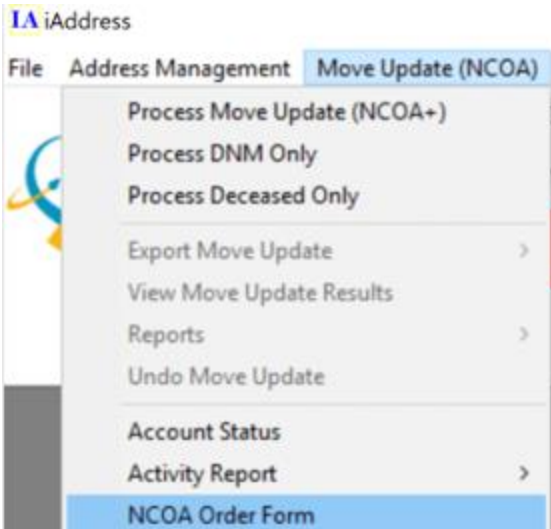 IA iAddress
File Address Management Move Update (NCOA)
Process Move Update (NCOA+)
Process DNM Only
Process Deceased Only
Export Move Update >
View Move Update Results
Reports >
Undo Move Update
Account Status
Activity Report >
NCOA Order Form